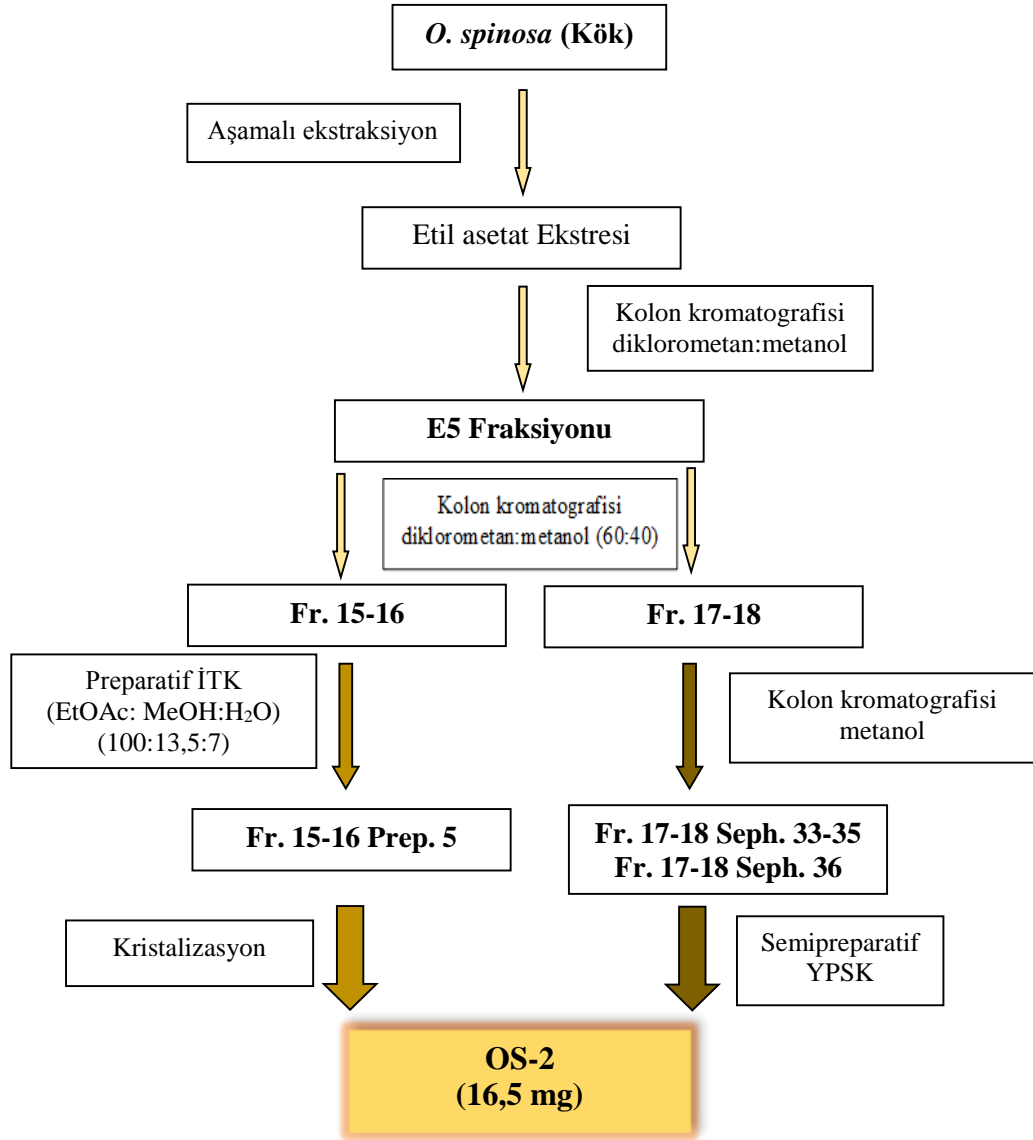 O. spinosa (Kök)
Aşamalı ekstraksiyon
Etil asetat Ekstresi
Kolon kromatografisi
diklorometan:metanol
E5 Fraksiyonu
Kolon kromatografisi
diklorometan:metanol (60:40)
Fr. 15-16
Fr. 17-18
Preparatif İTK
(EtOAc: MeOH:H₂O)
(100:13,5:7)
Kolon kromatografisi
metanol
Fr. 15-16 Prep. 5
Fr. 17-18 Seph. 33-35
Fr. 17-18 Seph. 36
Kristalizasyon
Semipreparatif
YPSK
OS-2
(16,5 mg)